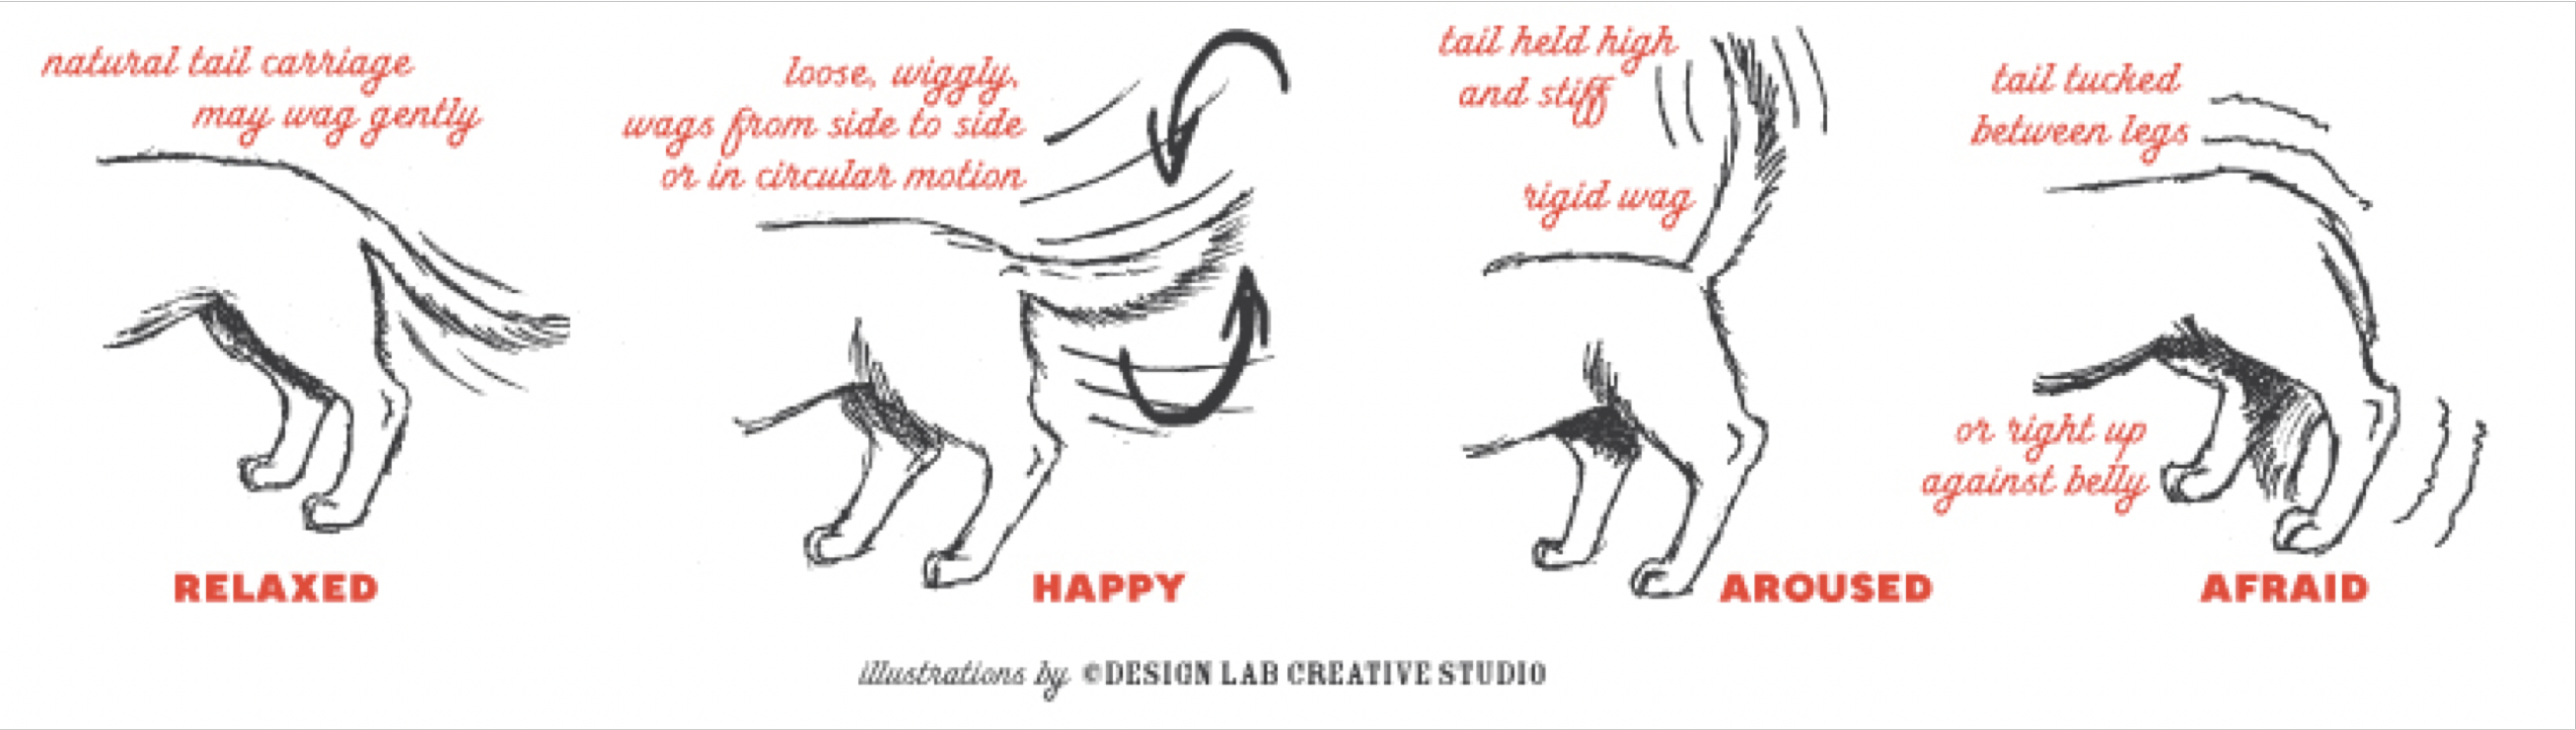 natural tail carriage
may wag gently
RELAXED
loose, wiggly,
wags from side to side
or in circular motion
HAPPY
tail held high
and stiff
rigid wag
AROUSED
tail tucked
between legs
or right up
against belly
AFRAID
illustrations by ©DESIGN LAB CREATIVE STUDIO